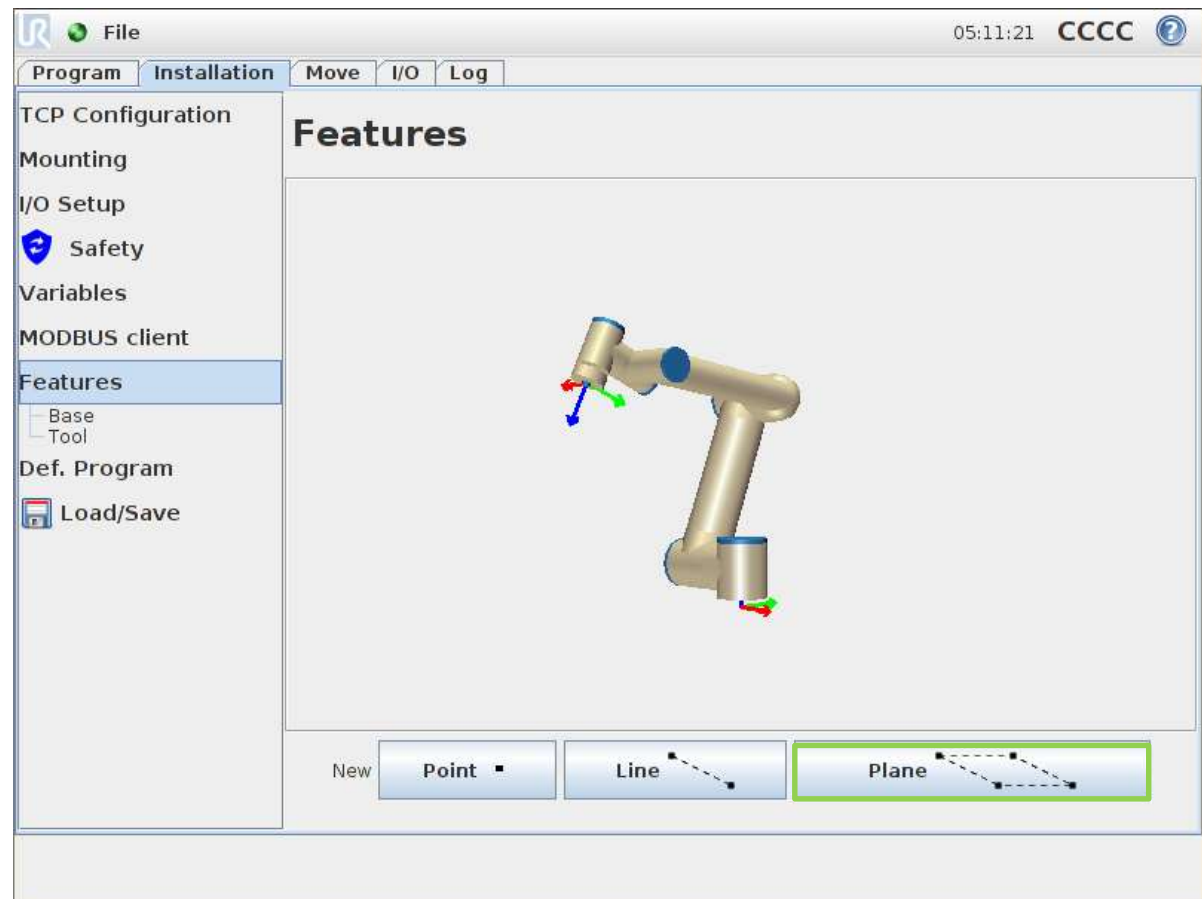 UR File 05:11:21 CCCC ?
Program Installation Move I/O Log
TCP Configuration
Features
Mounting
I/O Setup
Safety
Variables
MODBUS client
Features
Base
Tool
Def. Program
Load/Save
New Point Line Plane